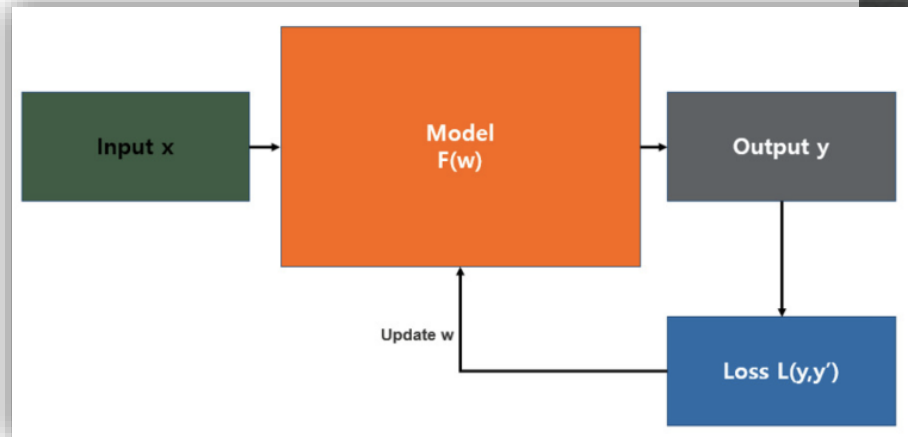 Input x
Model
F(w)
Output y
Update w
Loss L(y,y′)